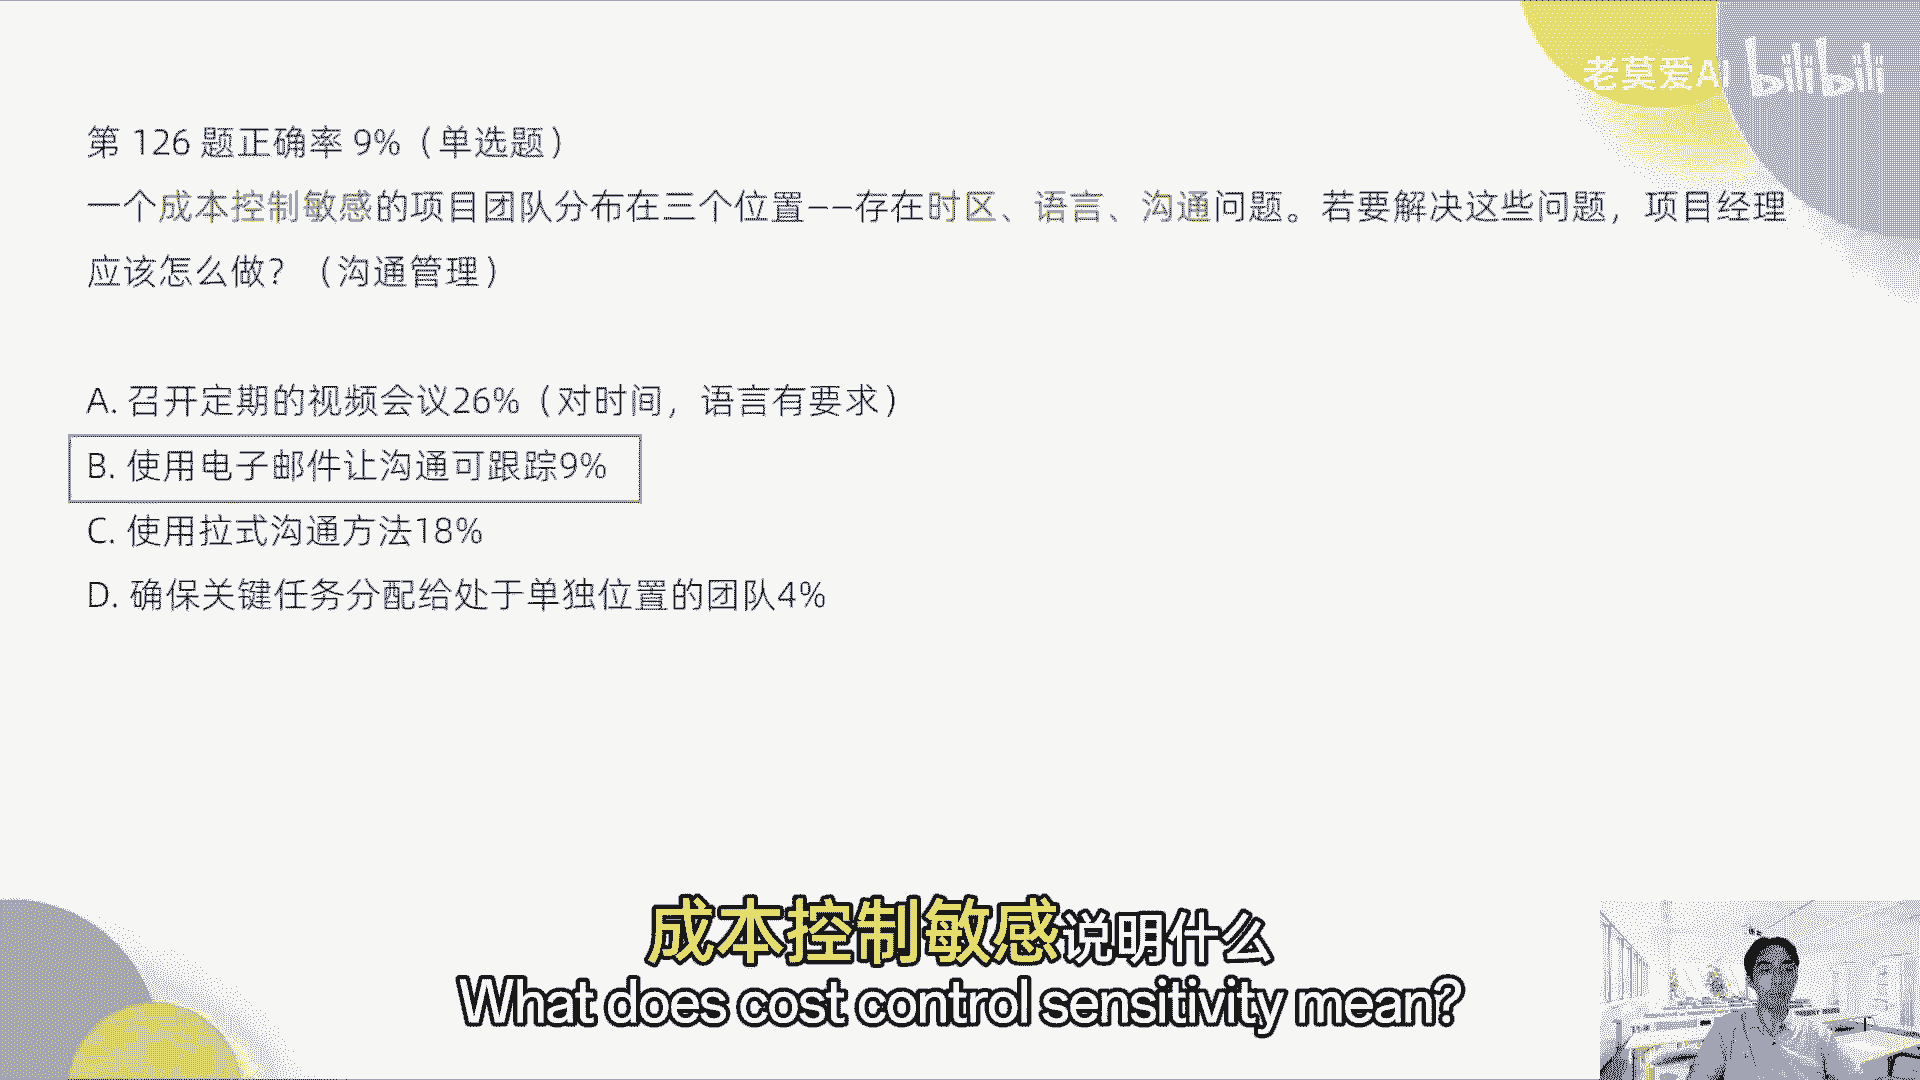 老莫爱AI bilibili
第 126 题正确率 9%（单选题）
一个成本控制敏感的项目团队分布在三个位置——存在时区、语言、沟通问题。若要解决这些问题，项目经理
应该怎么做？（沟通管理）
A. 召开定期的视频会议26%（对时间，语言有要求）
B. 使用电子邮件让沟通可跟踪9%
C. 使用拉式沟通方法18%
D. 确保关键任务分配给处于单独位置的团队4%
成本控制敏感说明什么
What does cost control sensitivity mean?